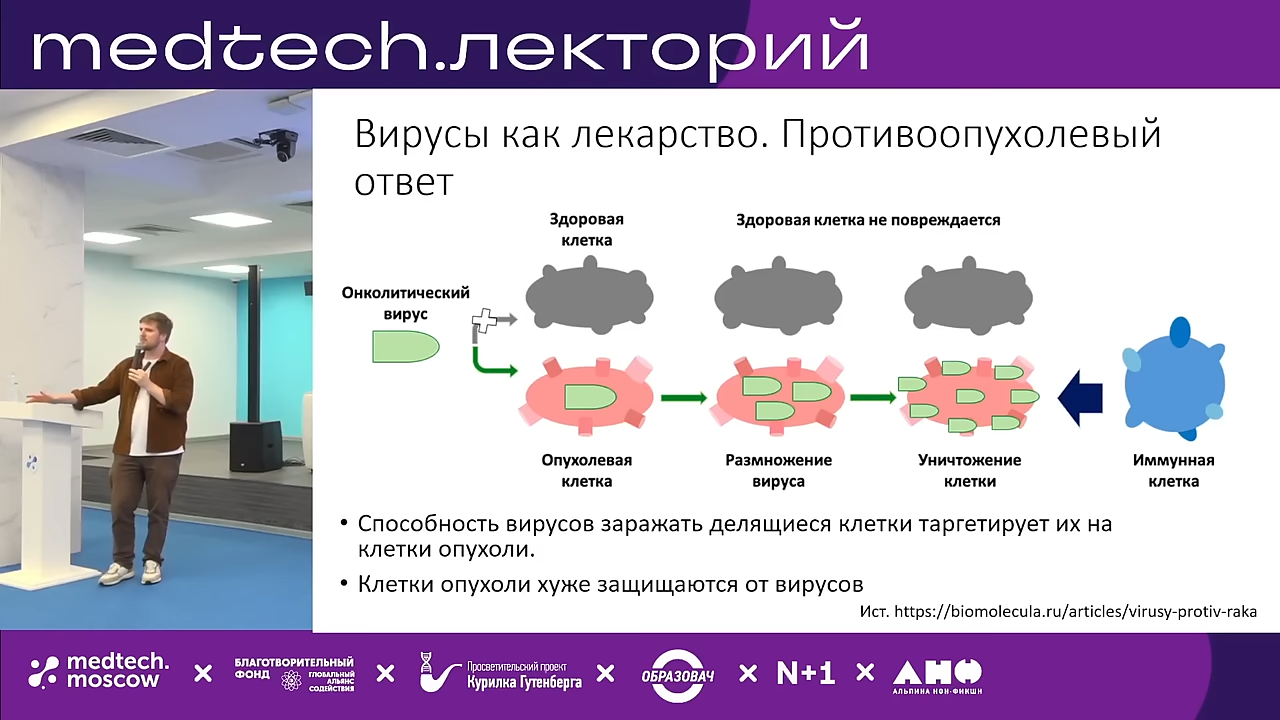 medtech.лекторий
Вирусы как лекарство. Противоопухолевый
ответ
Здоровая
клетка
Здоровая клетка не повреждается
Онколитический
вирус
Опухолевая
клетка
Размножение
вируса
Уничтожение
клетки
Иммунная
клетка
• Способность вирусов заражать делящиеся клетки таргетирует их на
клетки опухоли.
• Клетки опухоли хуже защищаются от вирусов
Ист. https://biomolecula.ru/articles/virusy-protiv-raka
medtech.
moscow
×
БЛАГОТВОРИТЕЛЬНЫЙ
ФОНД
ГЛОБАЛЬНЫЙ
АЛЬЯНС
СОДЕЙСТВИЯ
×
Просветительский проект
Курилка Гутенберга
×
ОБРАЗОВАЧ
×
N+1
×
АНФ
АЛЬПИНА НОН-ФИКШН